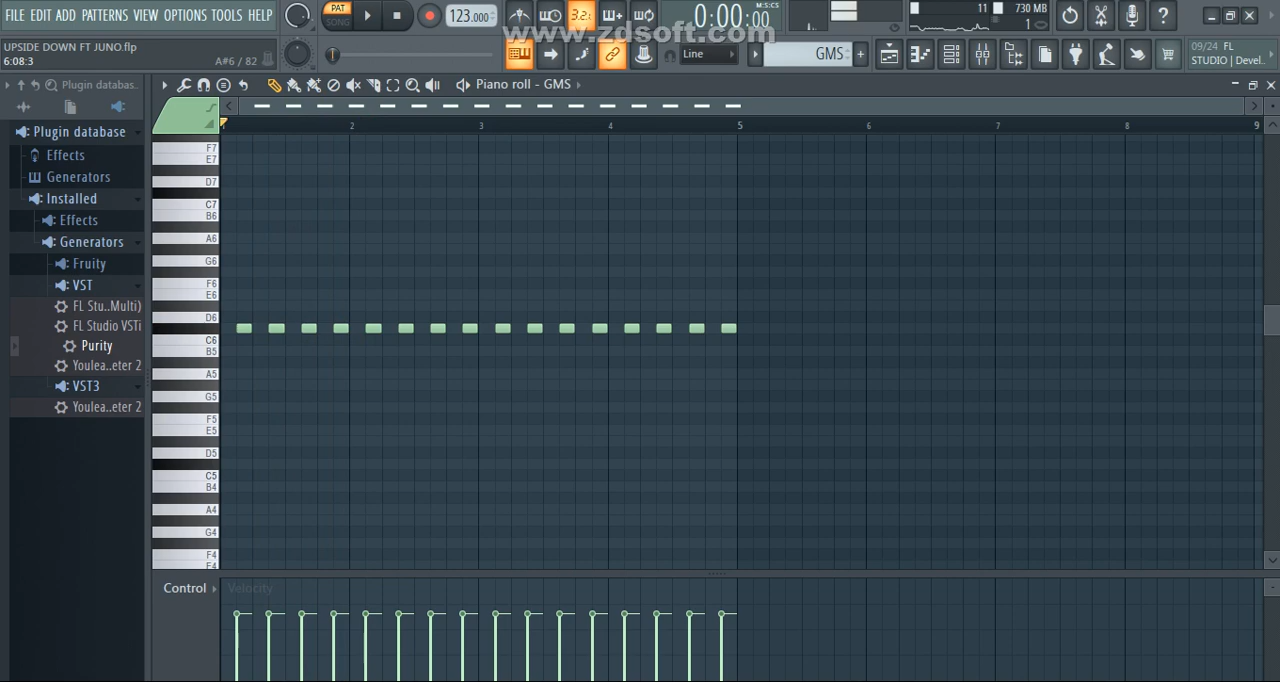 FILE EDIT ADD PATTERNS VIEW OPTIONS TOOLS HELP
PAT
SONG
123.000
3.2
0:00:00
M:S:CS
11
730 MB
1
www.zdsoft.com
UPSIDE DOWN FT JUNO.flp
6:08:3
A#6 / 82
Line
GMS
09/24 FL
STUDIO | Devel..
Plugin databas..
Piano roll - GMS
Plugin database
Effects
Generators
Installed
Effects
Generators
Fruity
VST
FL Stu..Multi)
FL Studio VSTi
Purity
Youlea..eter 2
VST3
Youlea..eter 2
1 2 3 4 5 6 7 8 9
F7
E7
D7
C7
B6
A6
G6
F6
E6
D6
C6
B5
A5
G5
F5
E5
D5
C5
B4
A4
G4
F4
E4
Control
Velocity